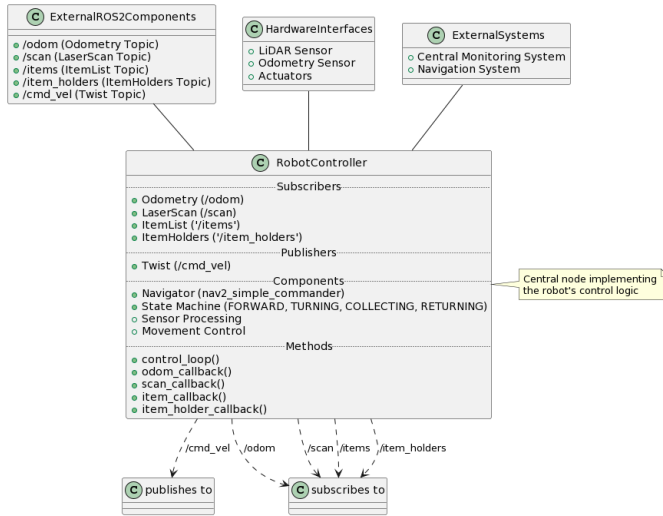 C ExternalROS2Components
/odom (Odometry Topic)
/scan (LaserScan Topic)
/items (ItemList Topic)
/item_holders (ItemHolders Topic)
/cmd_vel (Twist Topic)
C HardwareInterfaces
LiDAR Sensor
Odometry Sensor
Actuators
C ExternalSystems
Central Monitoring System
Navigation System
C RobotController
Subscribers
Odometry (/odom)
LaserScan (/scan)
ItemList ('/items')
ItemHolders ('/item_holders')
Publishers
Twist (/cmd_vel)
Components
Navigator (nav2_simple_commander)
State Machine (FORWARD, TURNING, COLLECTING, RETURNING)
Sensor Processing
Movement Control
Methods
control_loop()
odom_callback()
scan_callback()
item_callback()
item_holder_callback()
Central node implementing
the robot's control logic
/cmd_vel
/odom
/scan
/items
/item_holders
C publishes to
C subscribes to